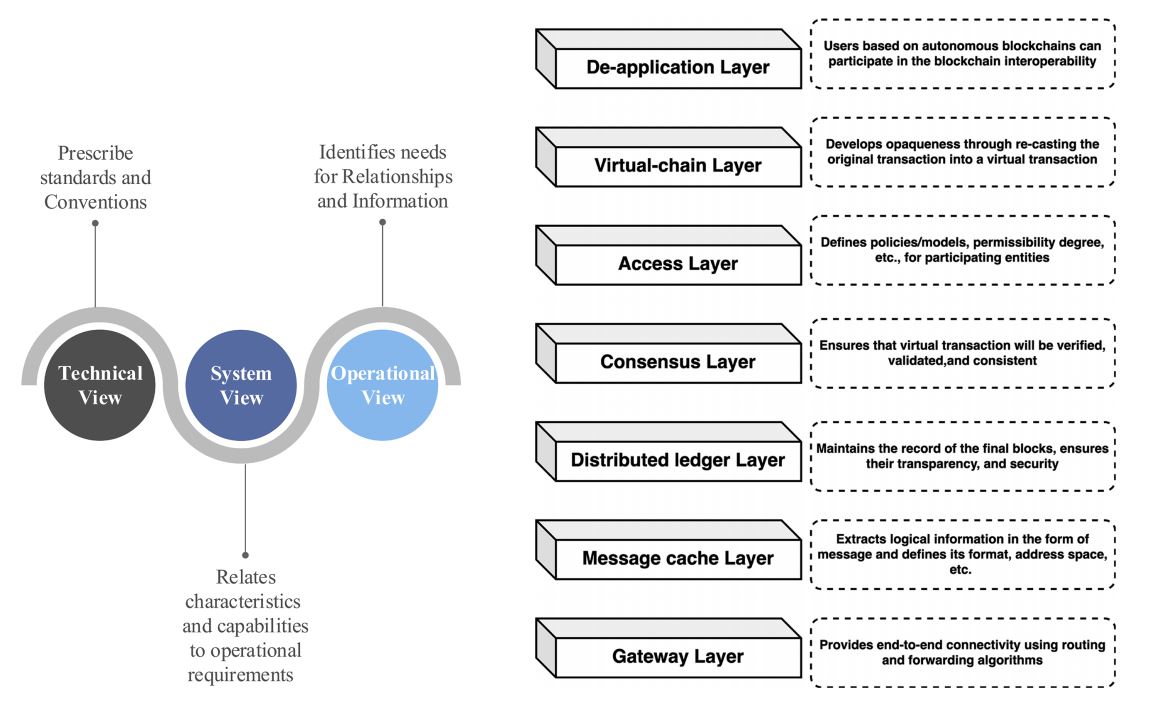 Prescribe
standards and
Conventions
Identifies needs
for Relationships
and Information
Technical
View
System
View
Operational
View
Relates
characteristics
and capabilities
to operational
requirements
De-application Layer
Users based on autonomous blockchains can
participate in the blockchain interoperability
Virtual-chain Layer
Develops opaqueness through re-casting the
original transaction into a virtual transaction
Access Layer
Defines policies/models, permissibility degree,
etc., for participating entities
Consensus Layer
Ensures that virtual transaction will be verified,
validated,and consistent
Distributed ledger Layer
Maintains the record of the final blocks, ensures
their transparency, and security
Message cache Layer
Extracts logical information in the form of
message and defines its format, address space,
etc.
Gateway Layer
Provides end-to-end connectivity using routing
and forwarding algorithms